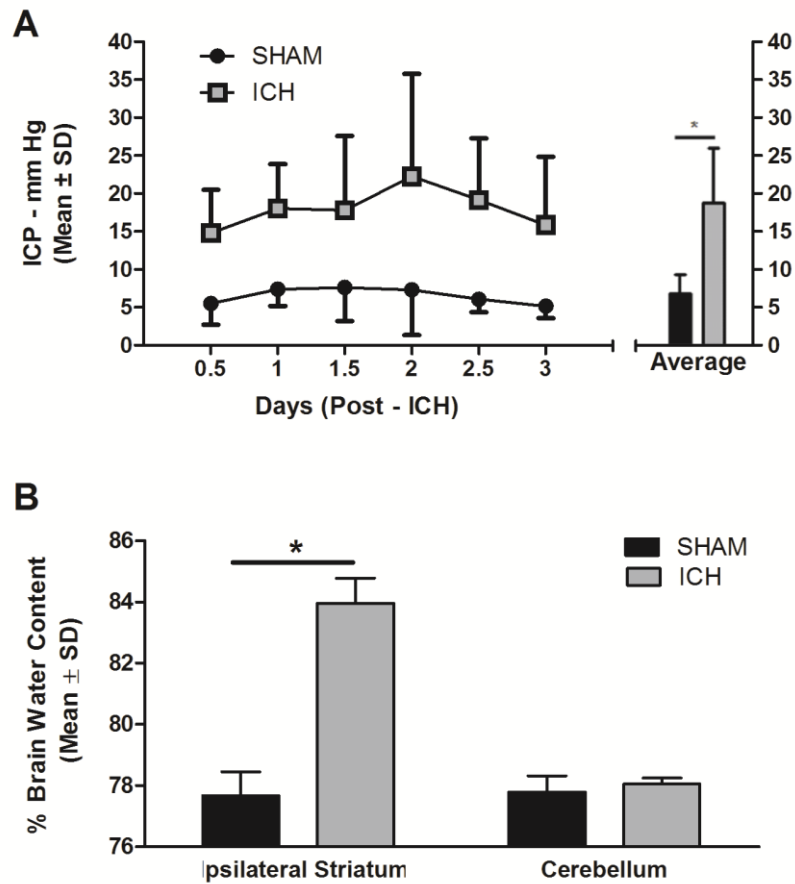 A
SHAM
ICH
ICP - mm Hg
(Mean ± SD)
40
35
30
25
20
15
10
5
0
0.5 1 1.5 2 2.5 3
Days (Post - ICH)
*
40
35
30
25
20
15
10
5
0
Average
B
SHAM
ICH
% Brain Water Content
(Mean ± SD)
86
84
82
80
78
76
*
Ipsilateral Striatum
Cerebellum